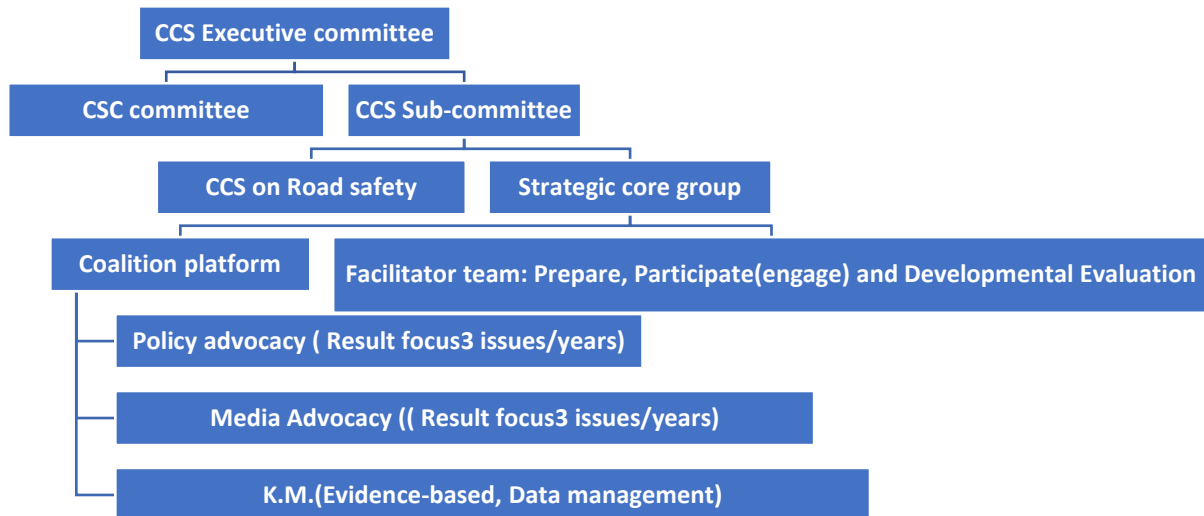 CCS Executive committee
CSC committee
CCS Sub-committee
CCS on Road safety
Strategic core group
Coalition platform
Facilitator team: Prepare, Participate(engage) and Developmental Evaluation
Policy advocacy ( Result focus3 issues/years)
Media Advocacy (( Result focus3 issues/years)
K.M.(Evidence-based, Data management)